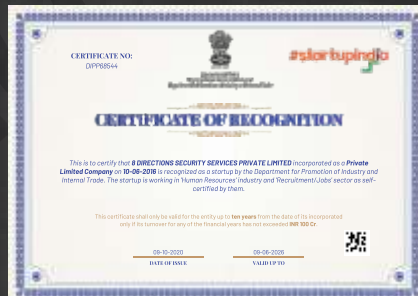 CERTIFICATE NO:
DIPP68544
#startupindia
CERTIFICATE OF RECOGNITION
This is to certify that 8 DIRECTIONS SECURITY SERVICES PRIVATE LIMITED incorporated as a Private
Limited Company on 10-06-2016 is recognized as a startup by the Department for Promotion of Industry and
Internal Trade. The startup is working in 'Human Resources' industry and 'Recruitment/Jobs' sector as self-
certified by them.
This certificate shall only be valid for the entity up to ten years from the date of its incorporated
only if its turnover for any of the financial years has not exceeded INR 100 Cr.
09-10-2020
09-06-2026
DATE OF ISSUE
VALID UP TO